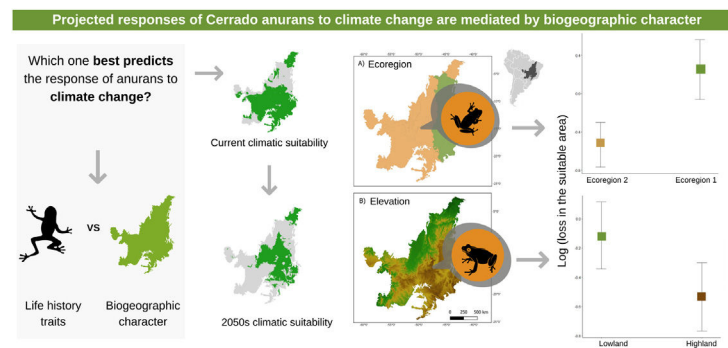 Projected responses of Cerrado anurans to climate change are mediated by biogeographic character
Which one best predicts
the response of anurans to
climate change?
vs
Life history
traits
Biogeographic
character
Current climatic suitability
2050s climatic suitability
A) Ecoregion
B) Elevation
0 250 500 km
Log (loss in the suitable area)
Ecoregion 2
Ecoregion 1
Lowland
Highland